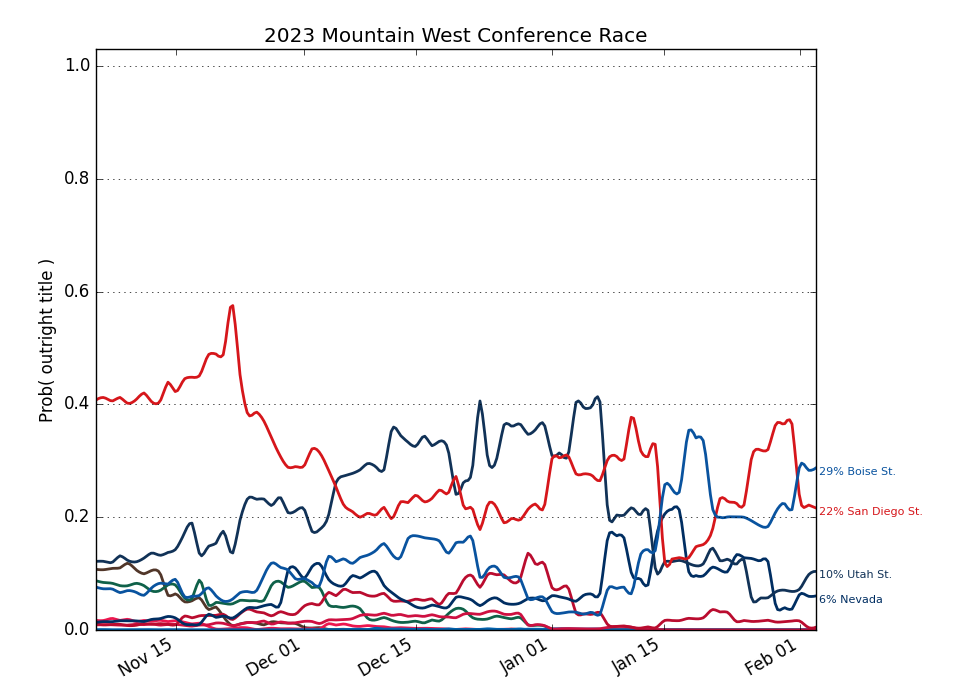 2023 Mountain West Conference Race
1.0
0.8
0.6
0.4
0.2
0.0
Prob( outright title )
29% Boise St.
22% San Diego St.
10% Utah St.
6% Nevada
Nov 15
Dec 01
Dec 15
Jan 01
Jan 15
Feb 01